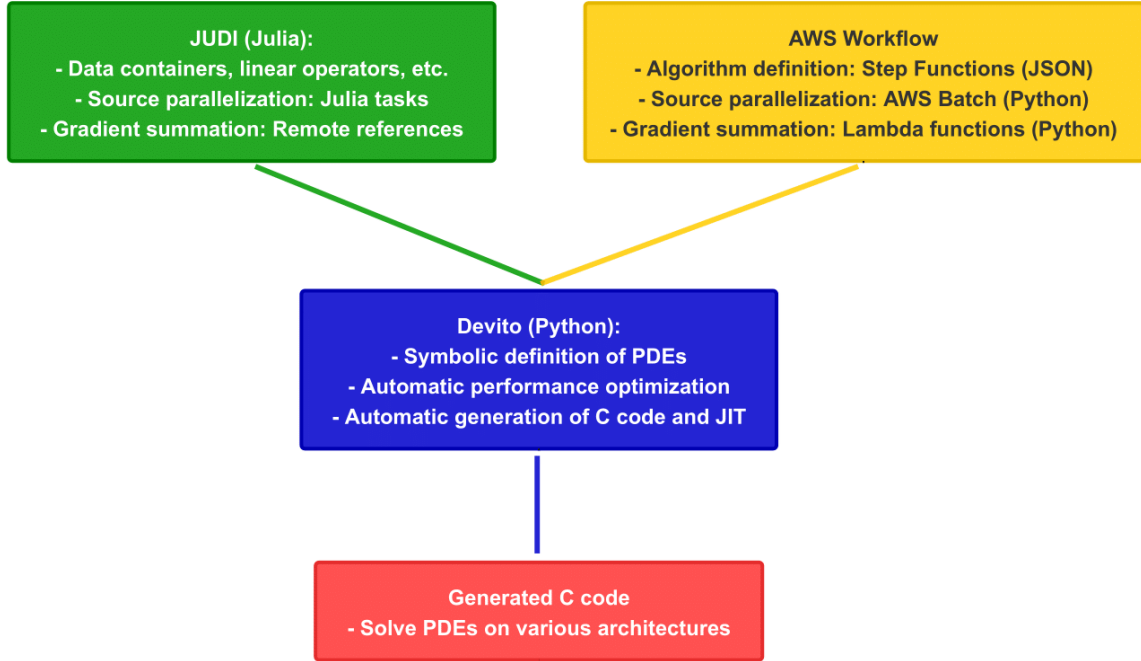 JUDI (Julia):
- Data containers, linear operators, etc.
- Source parallelization: Julia tasks
- Gradient summation: Remote references
AWS Workflow
- Algorithm definition: Step Functions (JSON)
- Source parallelization: AWS Batch (Python)
- Gradient summation: Lambda functions (Python)
Devito (Python):
- Symbolic definition of PDEs
- Automatic performance optimization
- Automatic generation of C code and JIT
Generated C code
- Solve PDEs on various architectures